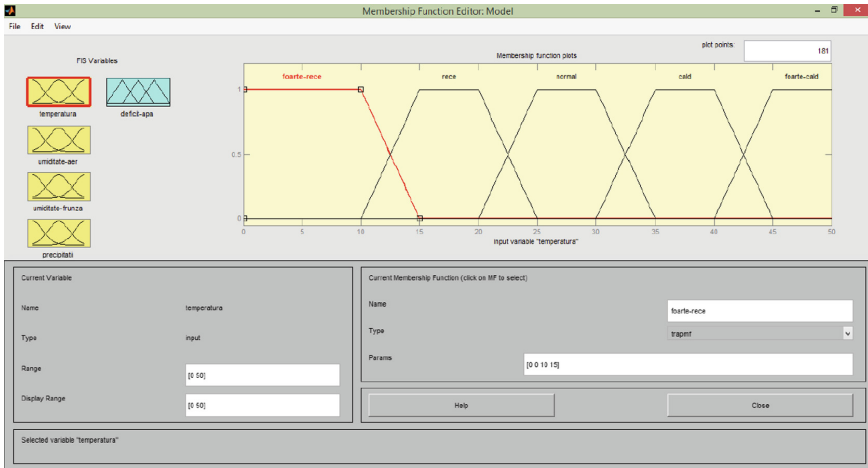 Membership Function Editor: Model
File Edit View
FIS Variables
temperatura
deficit-apa
umiditate-aer
umiditate-frunza
precipitatii
plot points:
181
Membership function plots
foarte-rece rece normal cald foarte-cald
1
0.5
0
0 5 10 15 20 25 30 35 40 45 50
input variable "temperatura"
Current Variable
Name temperatura
Type input
Range [0 50]
Display Range [0 50]
Current Membership Function (click on MF to select)
Name foarte-rece
Type trapmf
Params [0 0 10 15]
Help Close
Selected variable "temperatura"